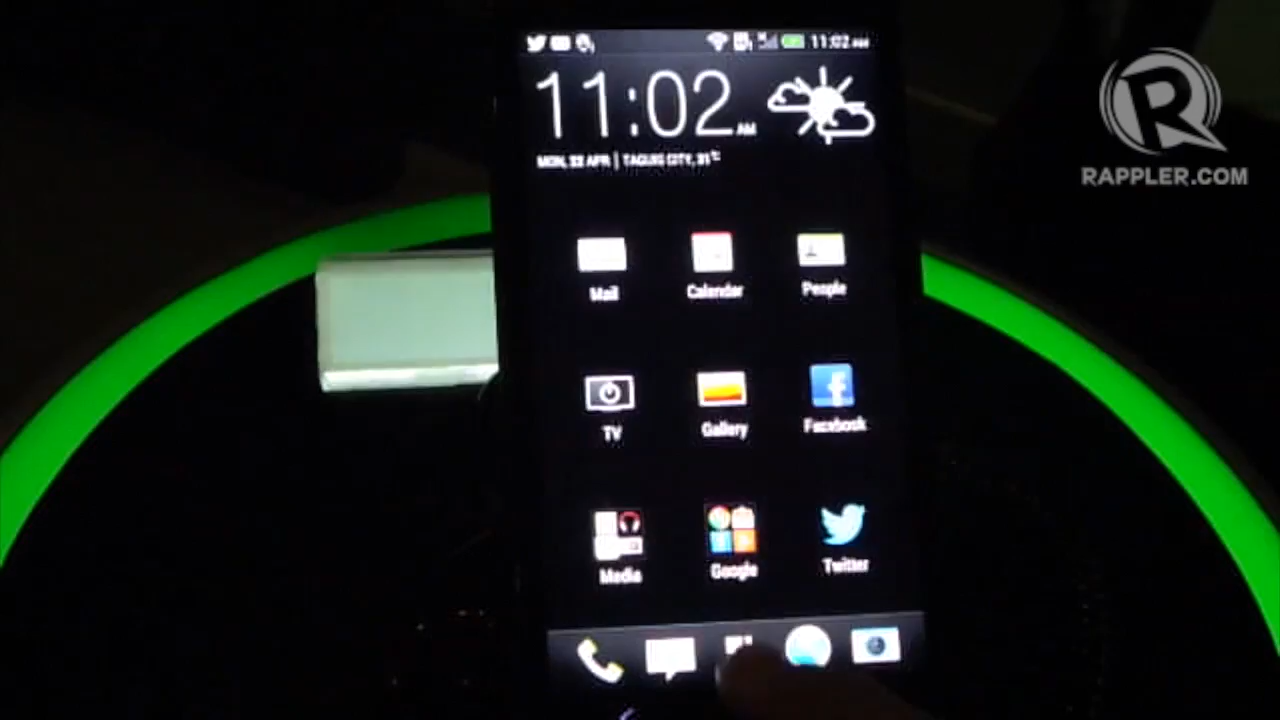 11:02 AM
11:02 AM
MON, 22 APR | TAGUIG CITY, 31°C
R
RAPPLER.COM
Mail Calendar People
TV Gallery Facebook
Media Google Twitter